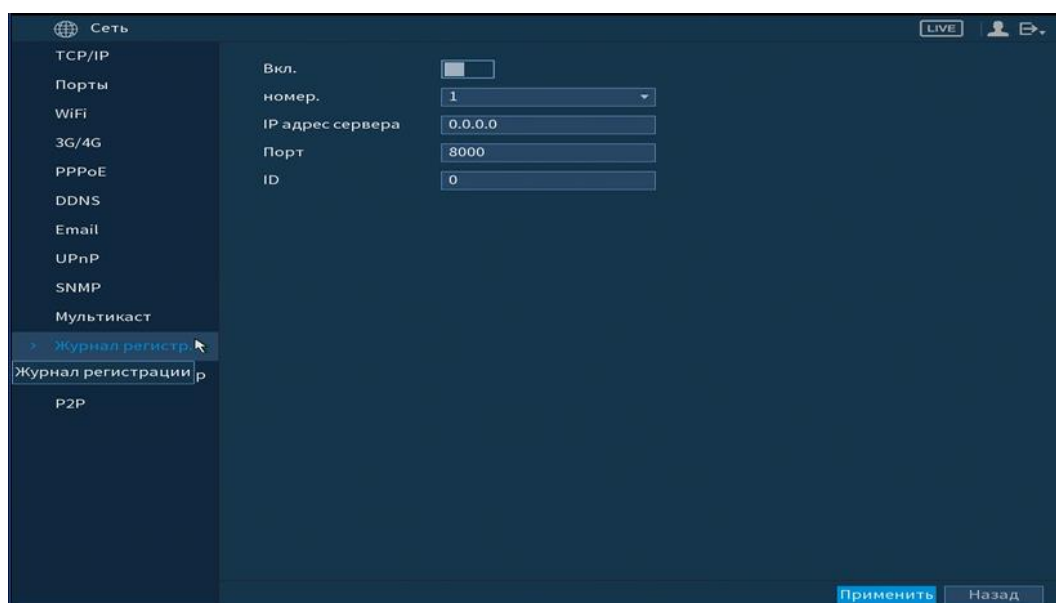 Сеть
LIVE
TCP/IP
Порты
WiFi
3G/4G
PPPoE
DDNS
Email
UPnP
SNMP
Мультикаст
Журнал регистр.
Журнал регистрации
P2P
Вкл.
номер. 1
IP адрес сервера 0.0.0.0
Порт 8000
ID 0
Применить Назад